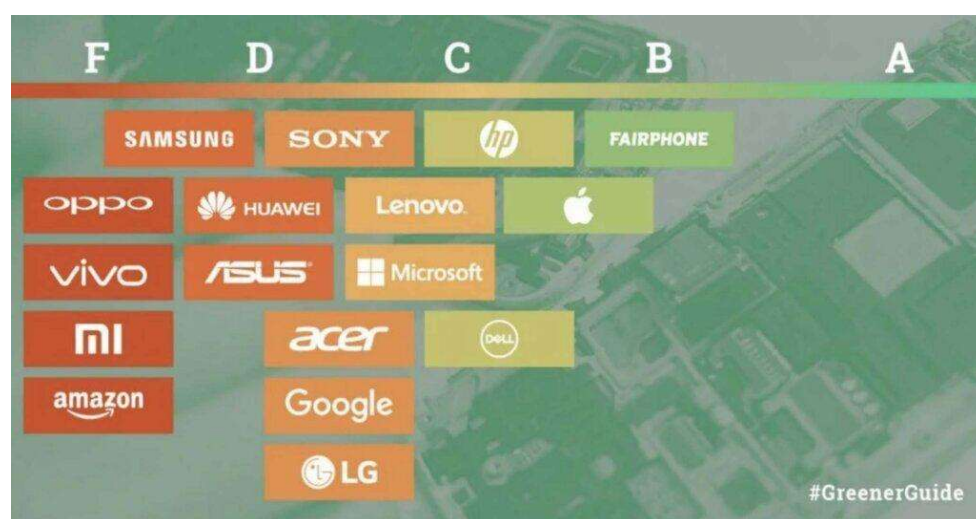 F D C B A
SAMSUNG SONY hp FAIRPHONE
oppo HUAWEI Lenovo
vivo ASUS Microsoft
MI acer DELL
amazon Google
LG
#GreenerGuide